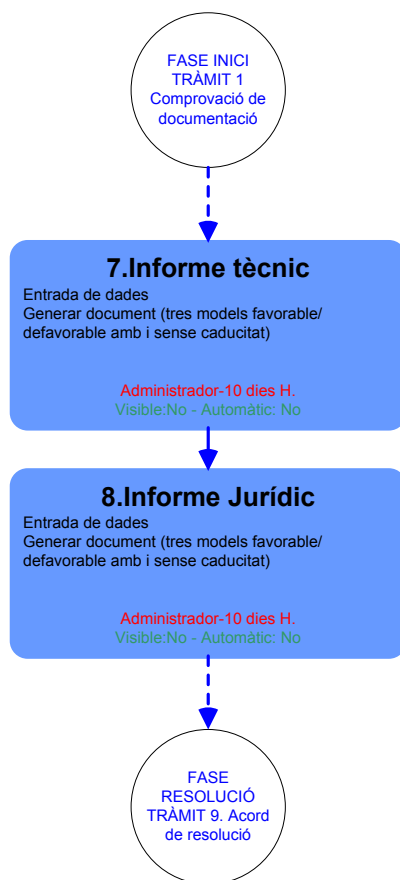 FASE INICI
TRÀMIT 1
Comprovació de
documentació
7.Informe tècnic
Entrada de dades
Generar document (tres models favorable/
defavorable amb i sense caducitat)
Administrador-10 dies H.
Visible:No - Automàtic: No
8.Informe Jurídic
Entrada de dades
Generar document (tres models favorable/
defavorable amb i sense caducitat)
Administrador-10 dies H.
Visible:No - Automàtic: No
FASE
RESOLUCIÓ
TRÀMIT 9. Acord
de resolució